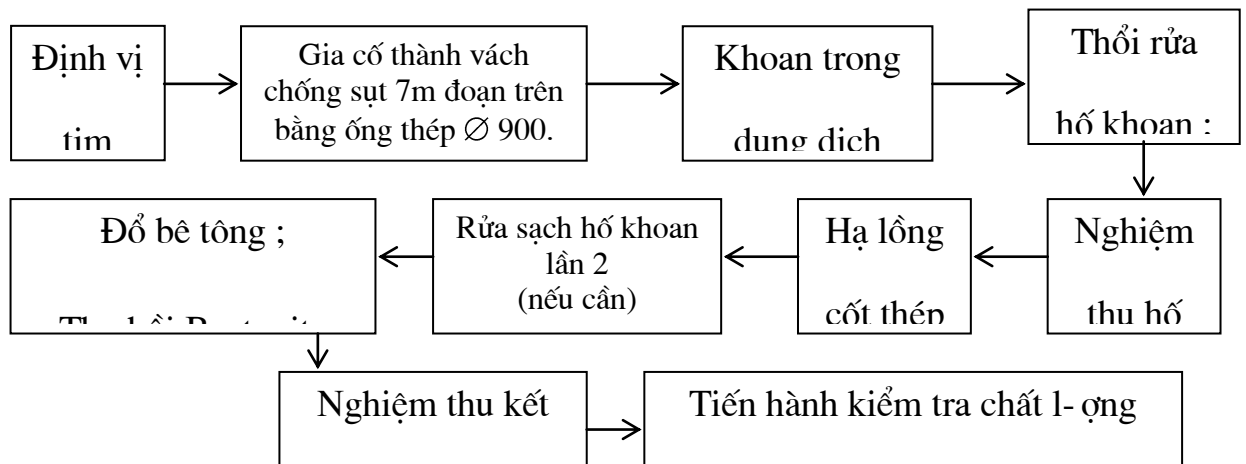 Định vị
tim
Gia cố thành vách
chống sụt 7m đoạn trên
bằng ống thép ∅ 900.
Khoan trong
dung dịch
Thổi rửa
hố khoan ;
Nghiệm
thu hố
Hạ lồng
cốt thép
Rửa sạch hố khoan
lần 2
(nếu cần)
Đổ bê tông ;
Nghiệm thu kết
Tiến hành kiểm tra chất l- ợng